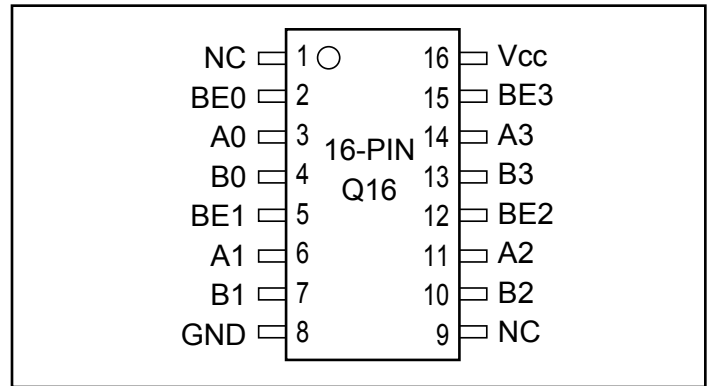 NC 1 16 Vcc
BE0 2 15 BE3
A0 3 14 A3
16-PIN
B0 4 13 B3
Q16
BE1 5 12 BE2
A1 6 11 A2
B1 7 10 B2
GND 8 9 NC